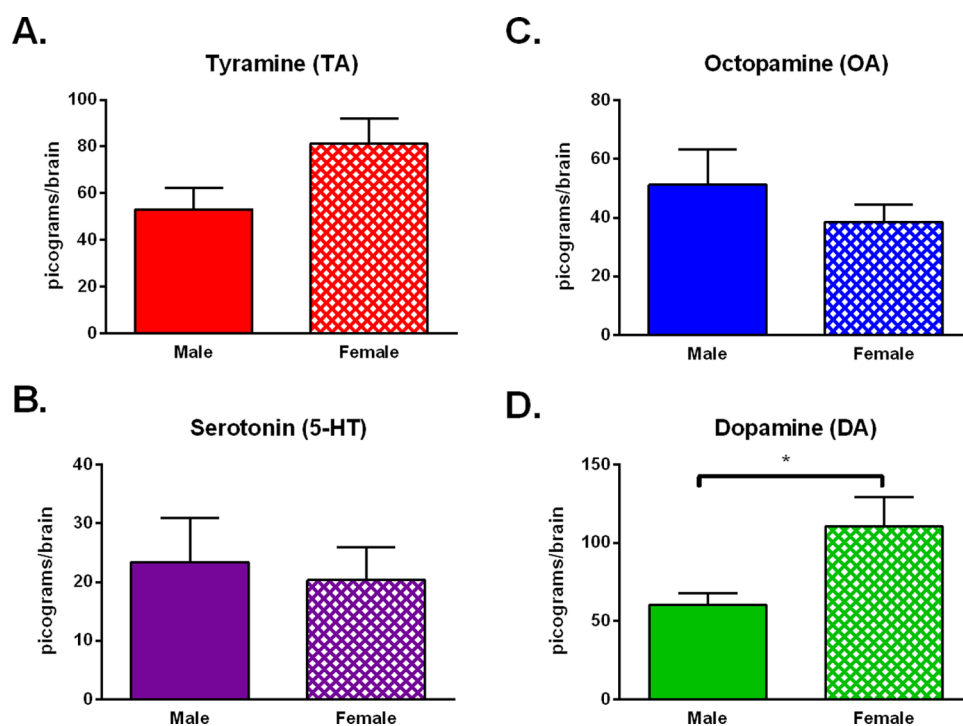 A.
Tyramine (TA)
picograms/brain
100
80
60
40
20
0
Male Female
B.
Serotonin (5-HT)
picograms/brain
40
30
20
10
0
Male Female
C.
Octopamine (OA)
picograms/brain
80
60
40
20
0
Male Female
D.
Dopamine (DA)
*
picograms/brain
150
100
50
0
Male Female